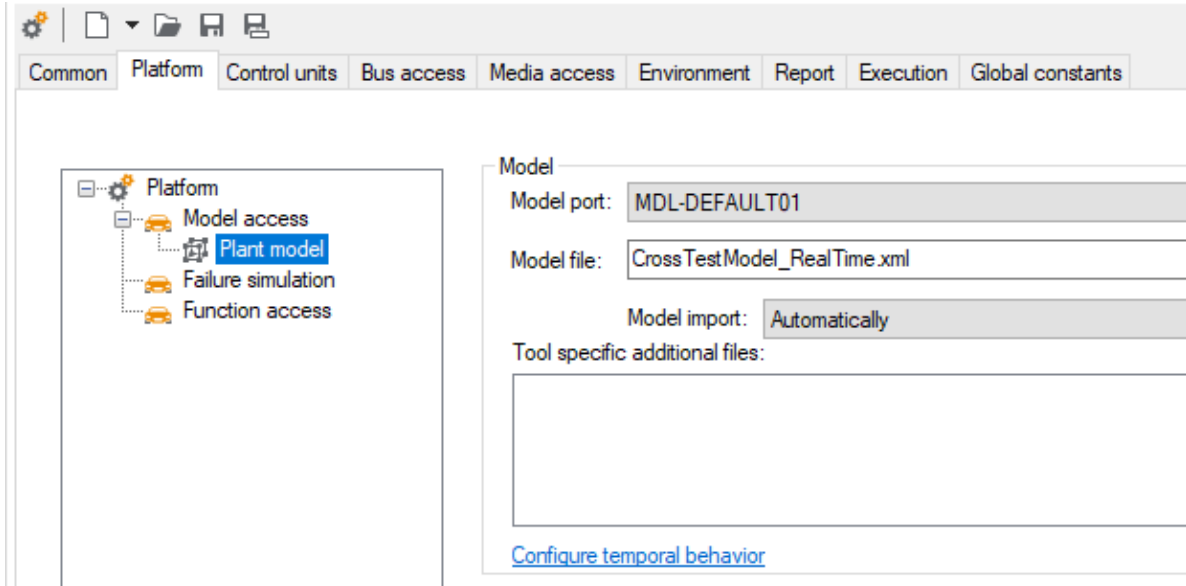 Common Platform Control units Bus access Media access Environment Report Execution Global constants
Platform
Model access
Plant model
Failure simulation
Function access
Model
Model port: MDL-DEFAULT01
Model file: CrossTestModel_RealTime.xml
Model import: Automatically
Tool specific additional files:
Configure temporal behavior